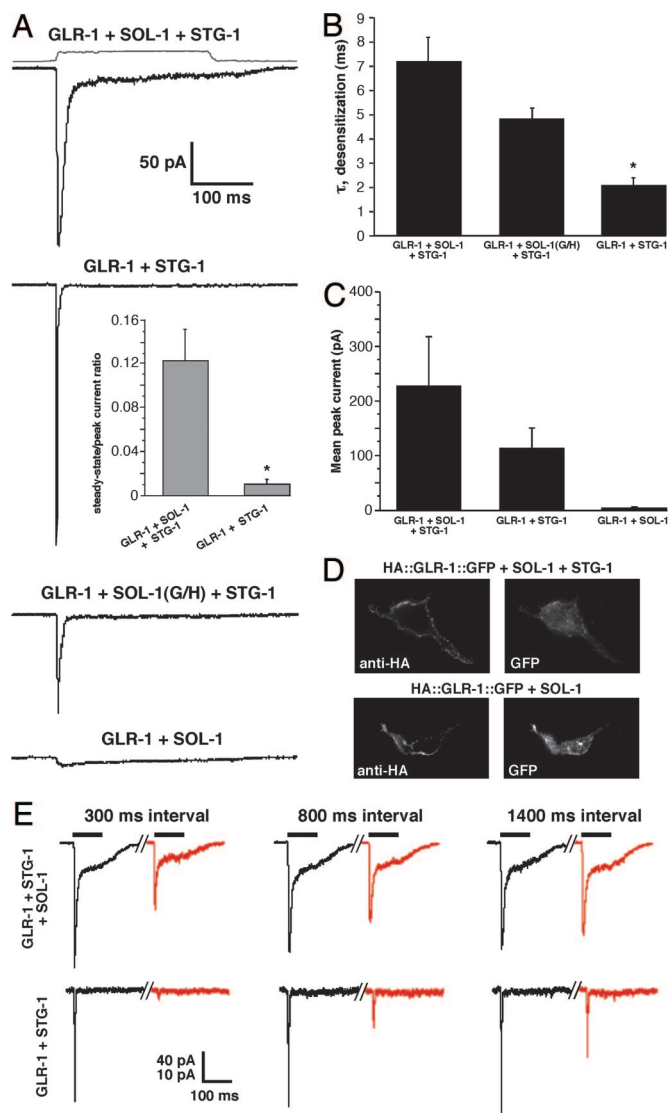 A
GLR-1 + SOL-1 + STG-1
50 pA
100 ms
GLR-1 + STG-1
steady-state/peak current ratio
0.16
0.12
0.08
0.04
0
*
GLR-1 + SOL-1
+ STG-1
GLR-1 + STG-1
GLR-1 + SOL-1(G/H) + STG-1
GLR-1 + SOL-1
B
τ, desensitization (ms)
9
8
7
6
5
4
3
2
1
0
*
GLR-1 + SOL-1
+ STG-1
GLR-1 + SOL-1(G/H)
+ STG-1
GLR-1 + STG-1
C
Mean peak current (pA)
400
300
200
100
0
GLR-1 + SOL-1
+ STG-1
GLR-1 + STG-1
GLR-1 + SOL-1
D
HA::GLR-1::GFP + SOL-1 + STG-1
anti-HA
GFP
HA::GLR-1::GFP + SOL-1
anti-HA
GFP
E
300 ms interval
800 ms interval
1400 ms interval
GLR-1 + STG-1
+ SOL-1
GLR-1 + STG-1
40 pA
10 pA
100 ms